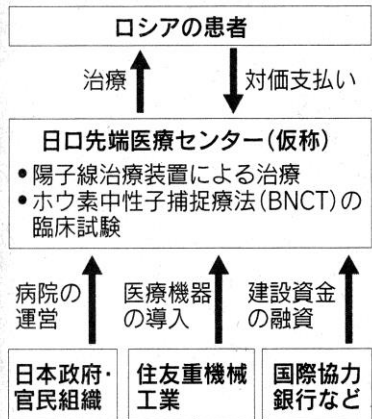 ロシアの患者
治療
対価支払い
日ロ先端医療センター(仮称)
●陽子線治療装置による治療
●ホウ素中性子捕捉療法(BNCT)の
臨床試験
病院の
運営
医療機器
の導入
建設資金
の融資
日本政府・
官民組織
住友重機械
工業
国際協力
銀行など